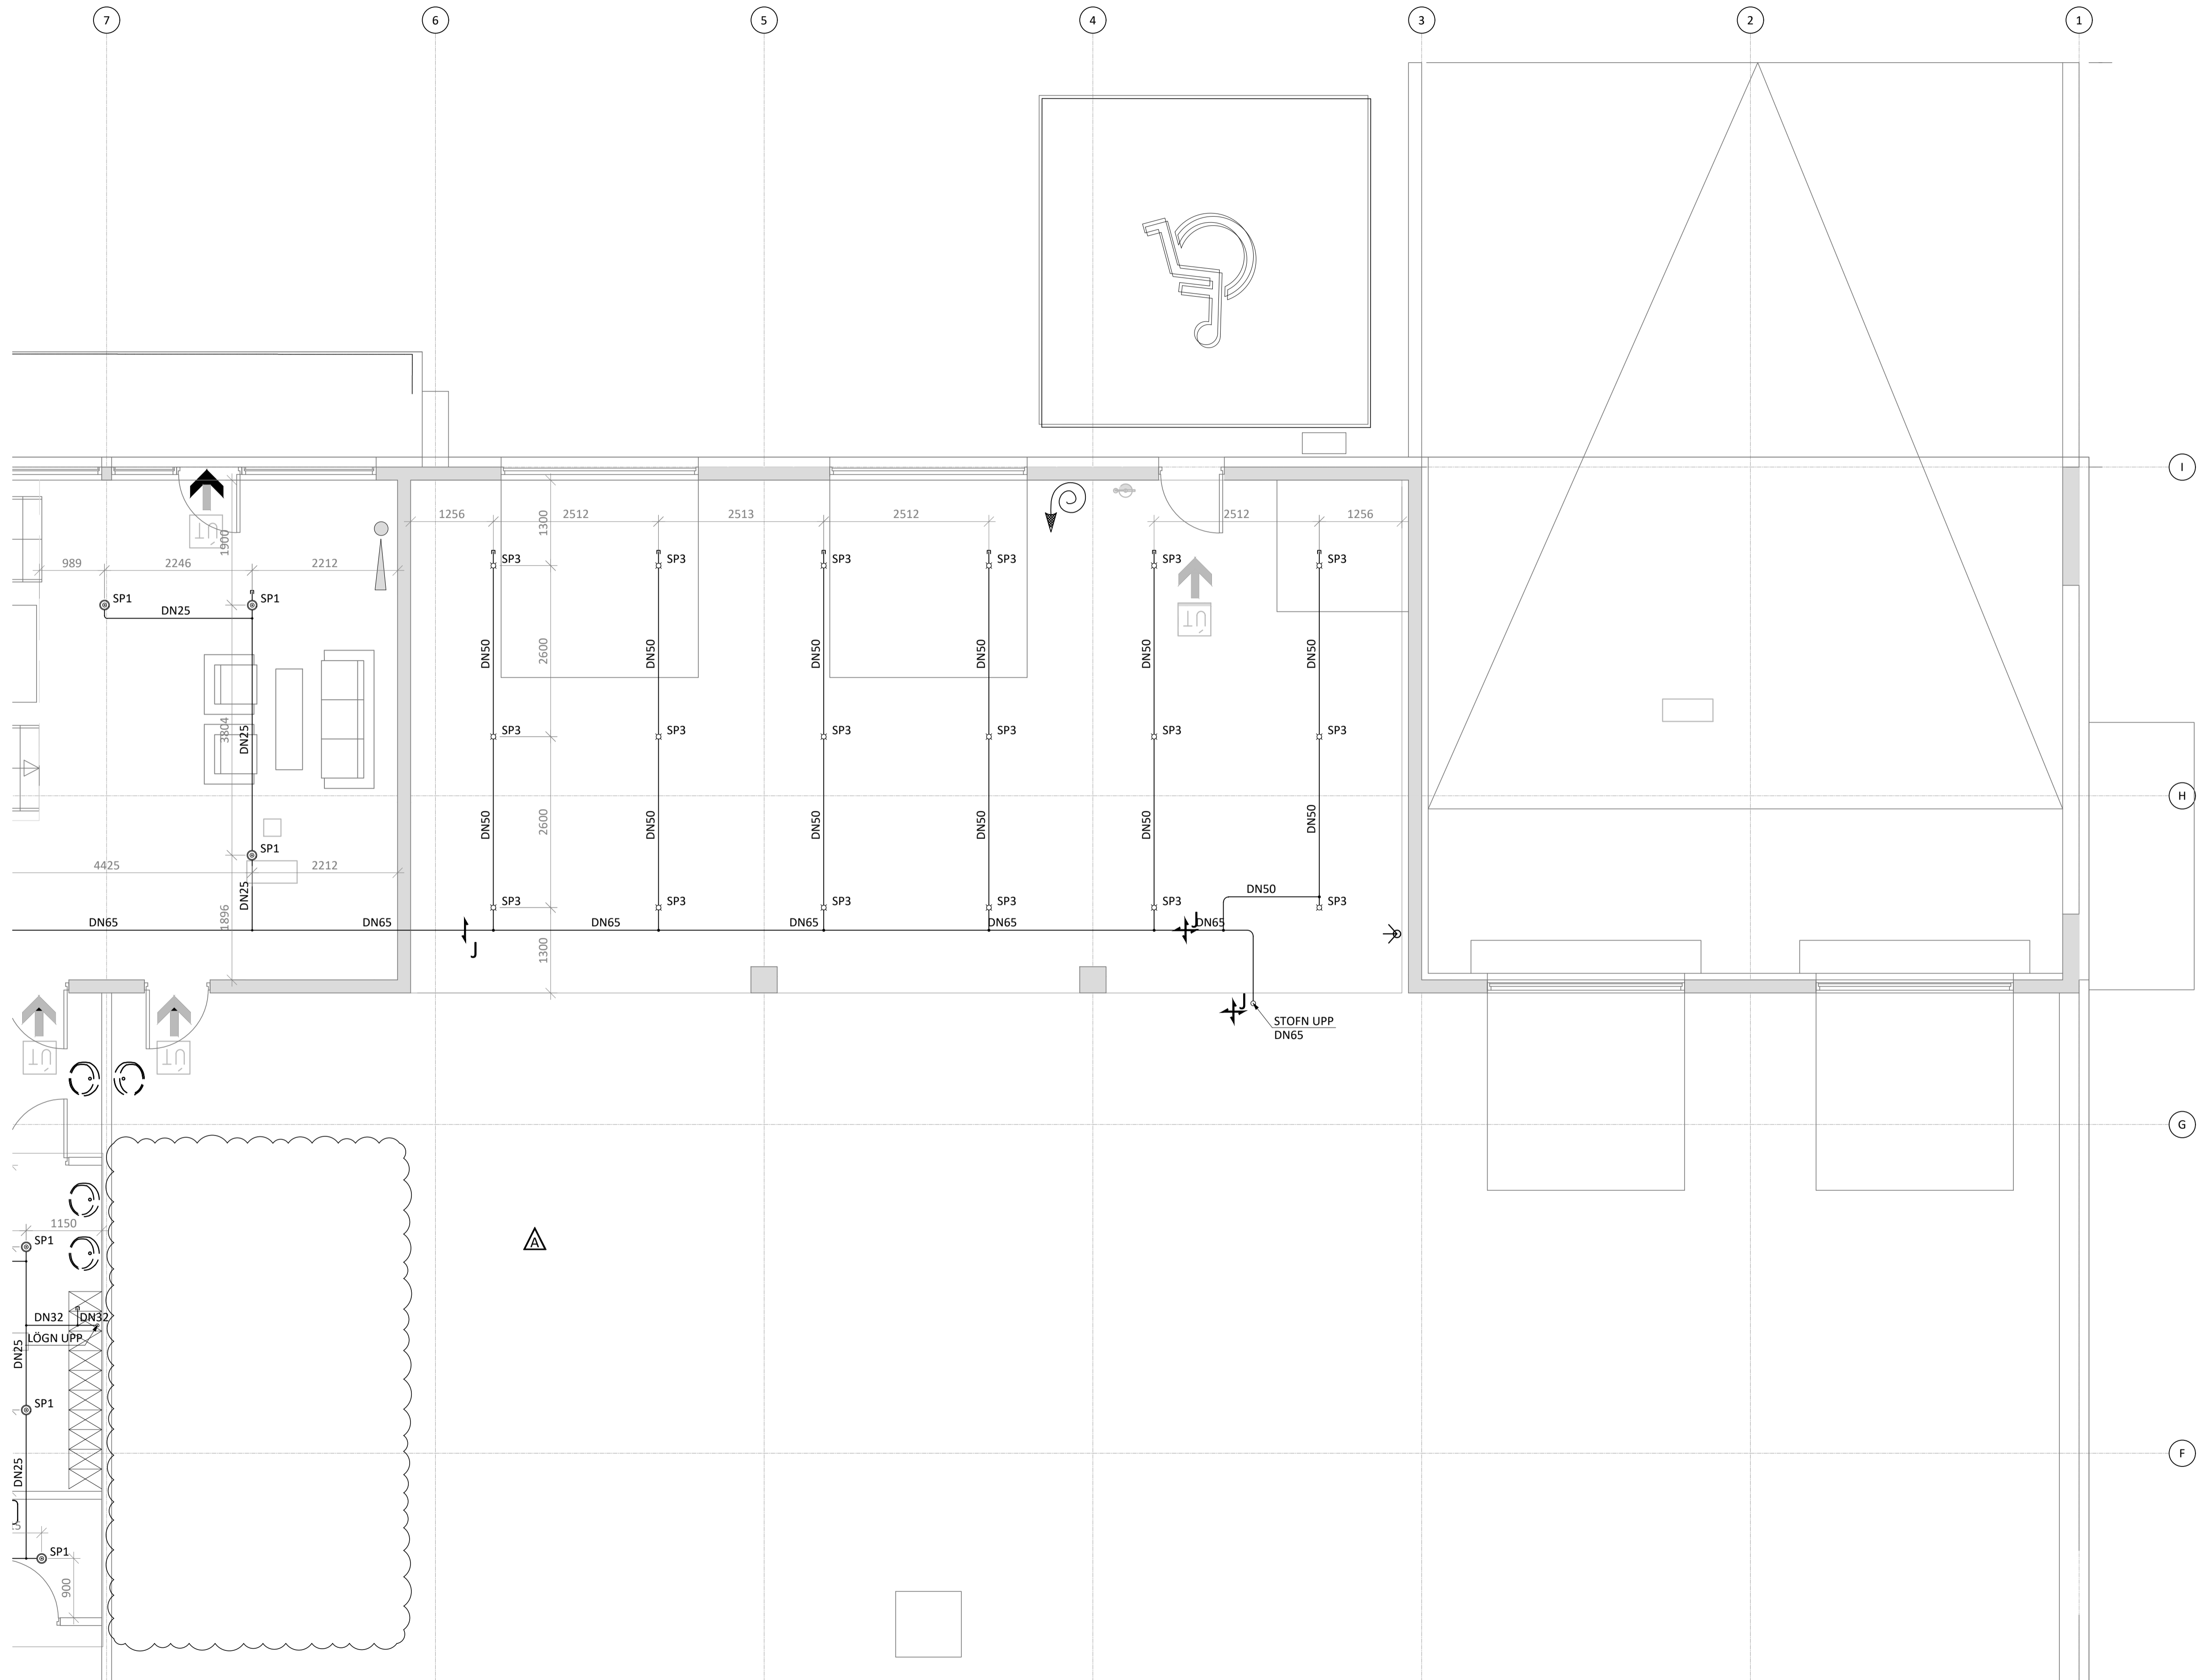 7 6 5 4 3 2 1
I
1256 2512 2513 2512 2512 1256
1300
ÚT
1900
SP3 SP3 SP3 SP3 SP3 SP3
989 2246 2212
SP1 SP1
DN25
ÚT
DN50 DN50 DN50 DN50 DN50 DN50
2600
3804
DN25
SP3 SP3 SP3 SP3 SP3 SP3
H
DN50 DN50 DN50 DN50 DN50 DN50
2600
SP1
4425 2212
DN25
DN50
SP3 SP3 SP3 SP3 SP3 SP3
1896
DN65 DN65 DN65 DN65 DN65 DN65
J
J
1300
J
STOFN UPP
DN65
ÚT ÚT
G
1150
SP1
A
DN32 DN32
LÖGN UPP
DN25
SP1
F
DN25
SP1
900